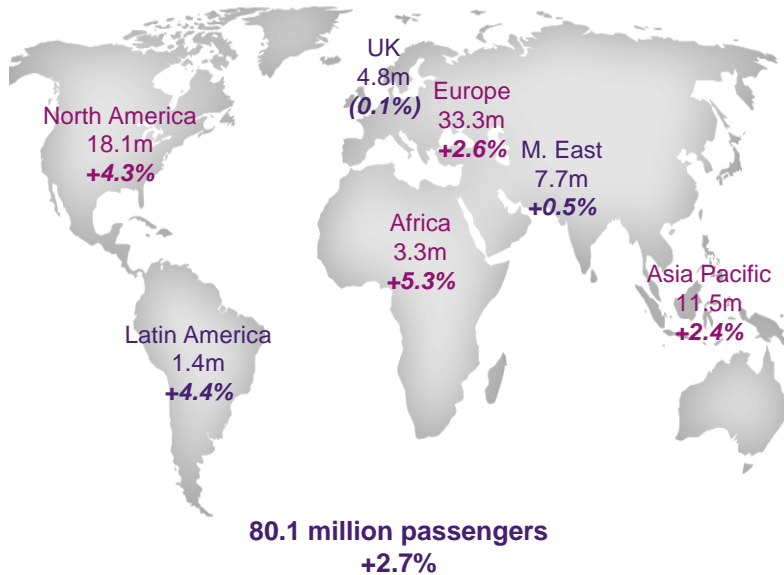 UK
4.8m
(0.1%)
Europe
33.3m
+2.6%
North America
18.1m
+4.3%
M. East
7.7m
+0.5%
Africa
3.3m
+5.3%
Asia Pacific
11.5m
+2.4%
Latin America
1.4m
+4.4%
80.1 million passengers
+2.7%